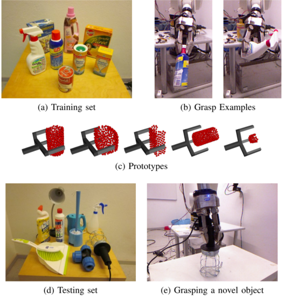 (a) Training set
(b) Grasp Examples
(c) Prototypes
(d) Testing set
(e) Grasping a novel object